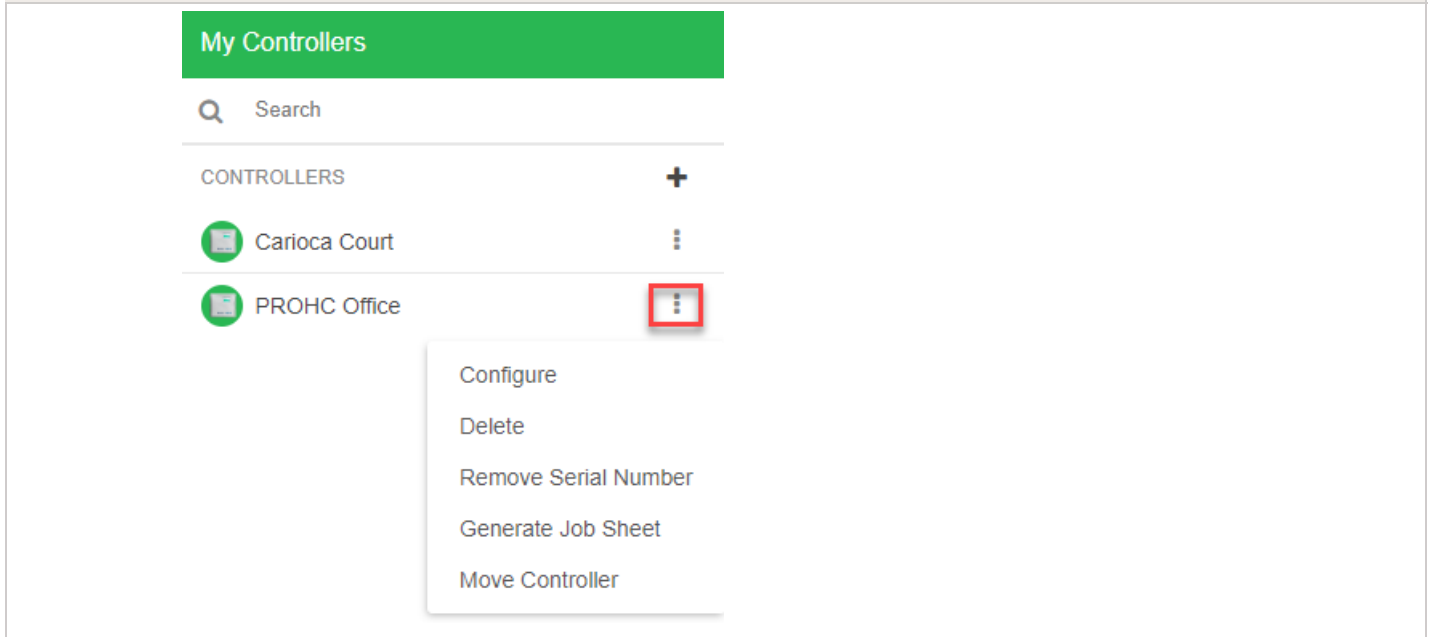 My Controllers
Search
CONTROLLERS
Carioca Court
PROHC Office
Configure
Delete
Remove Serial Number
Generate Job Sheet
Move Controller